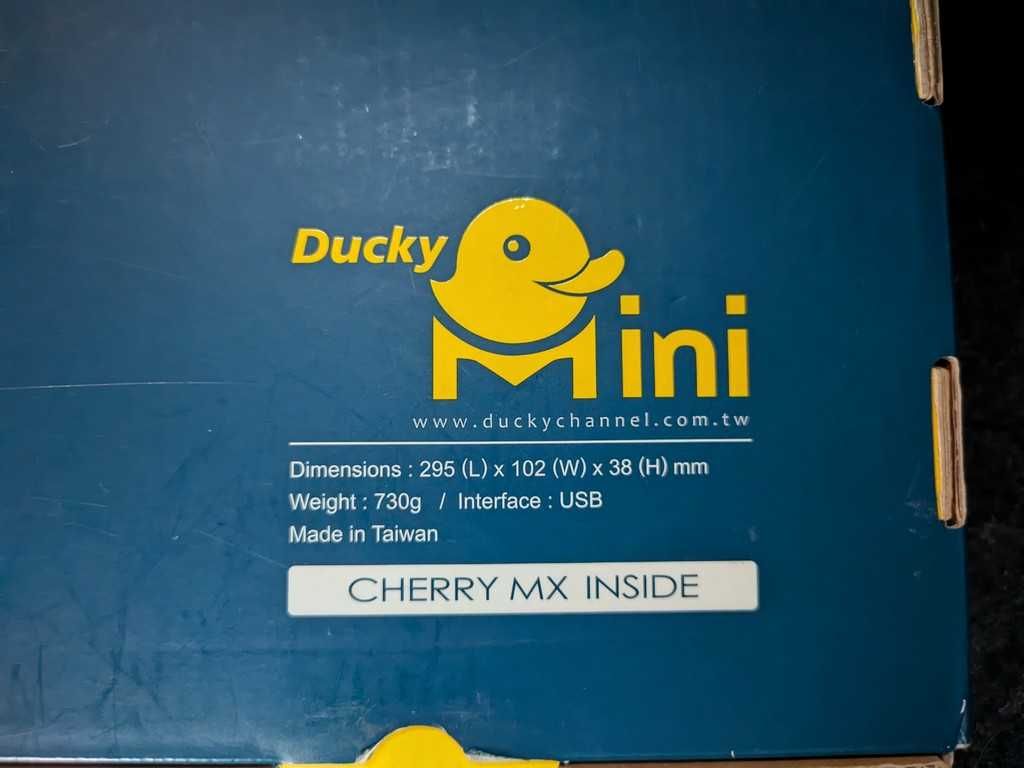 Ducky
Mini
www.duckychannel.com.tw
Dimensions : 295 (L) x 102 (W) x 38 (H) mm
Weight : 730g / Interface : USB
Made in Taiwan
CHERRY MX INSIDE